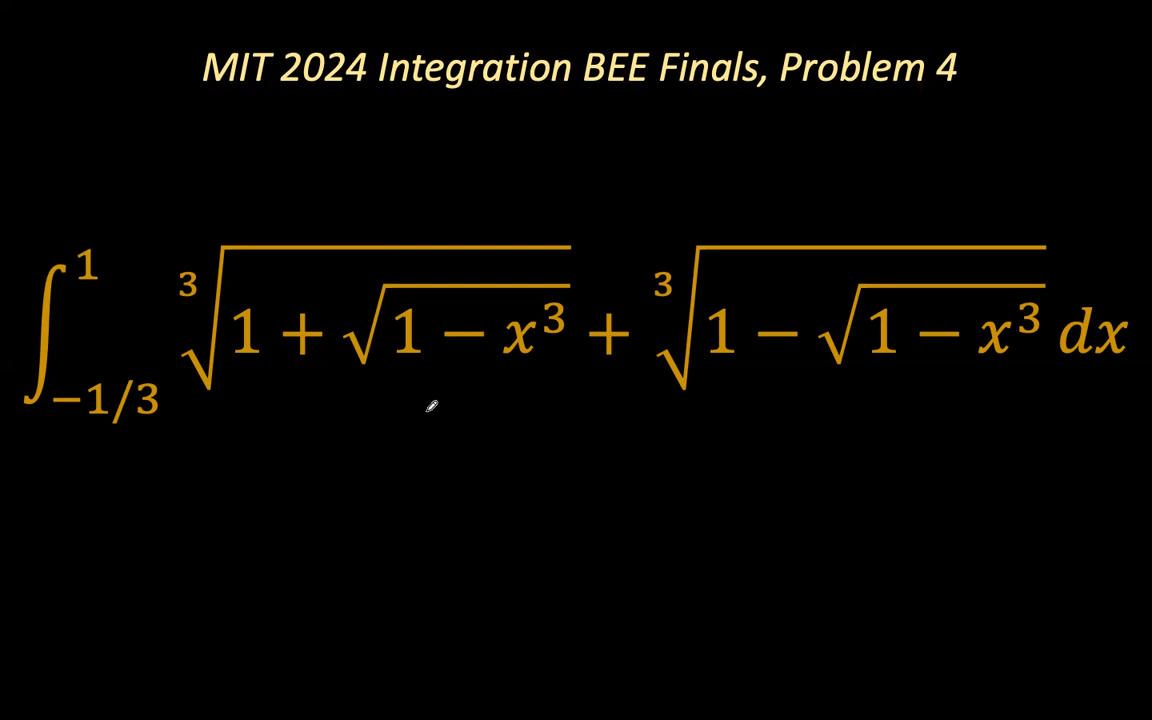 MIT 2024 Integration BEE Finals, Problem 4
∫_{-1/3}^{1} ∛(1 + √(1 − x³)) + ∛(1 − √(1 − x³)) dx